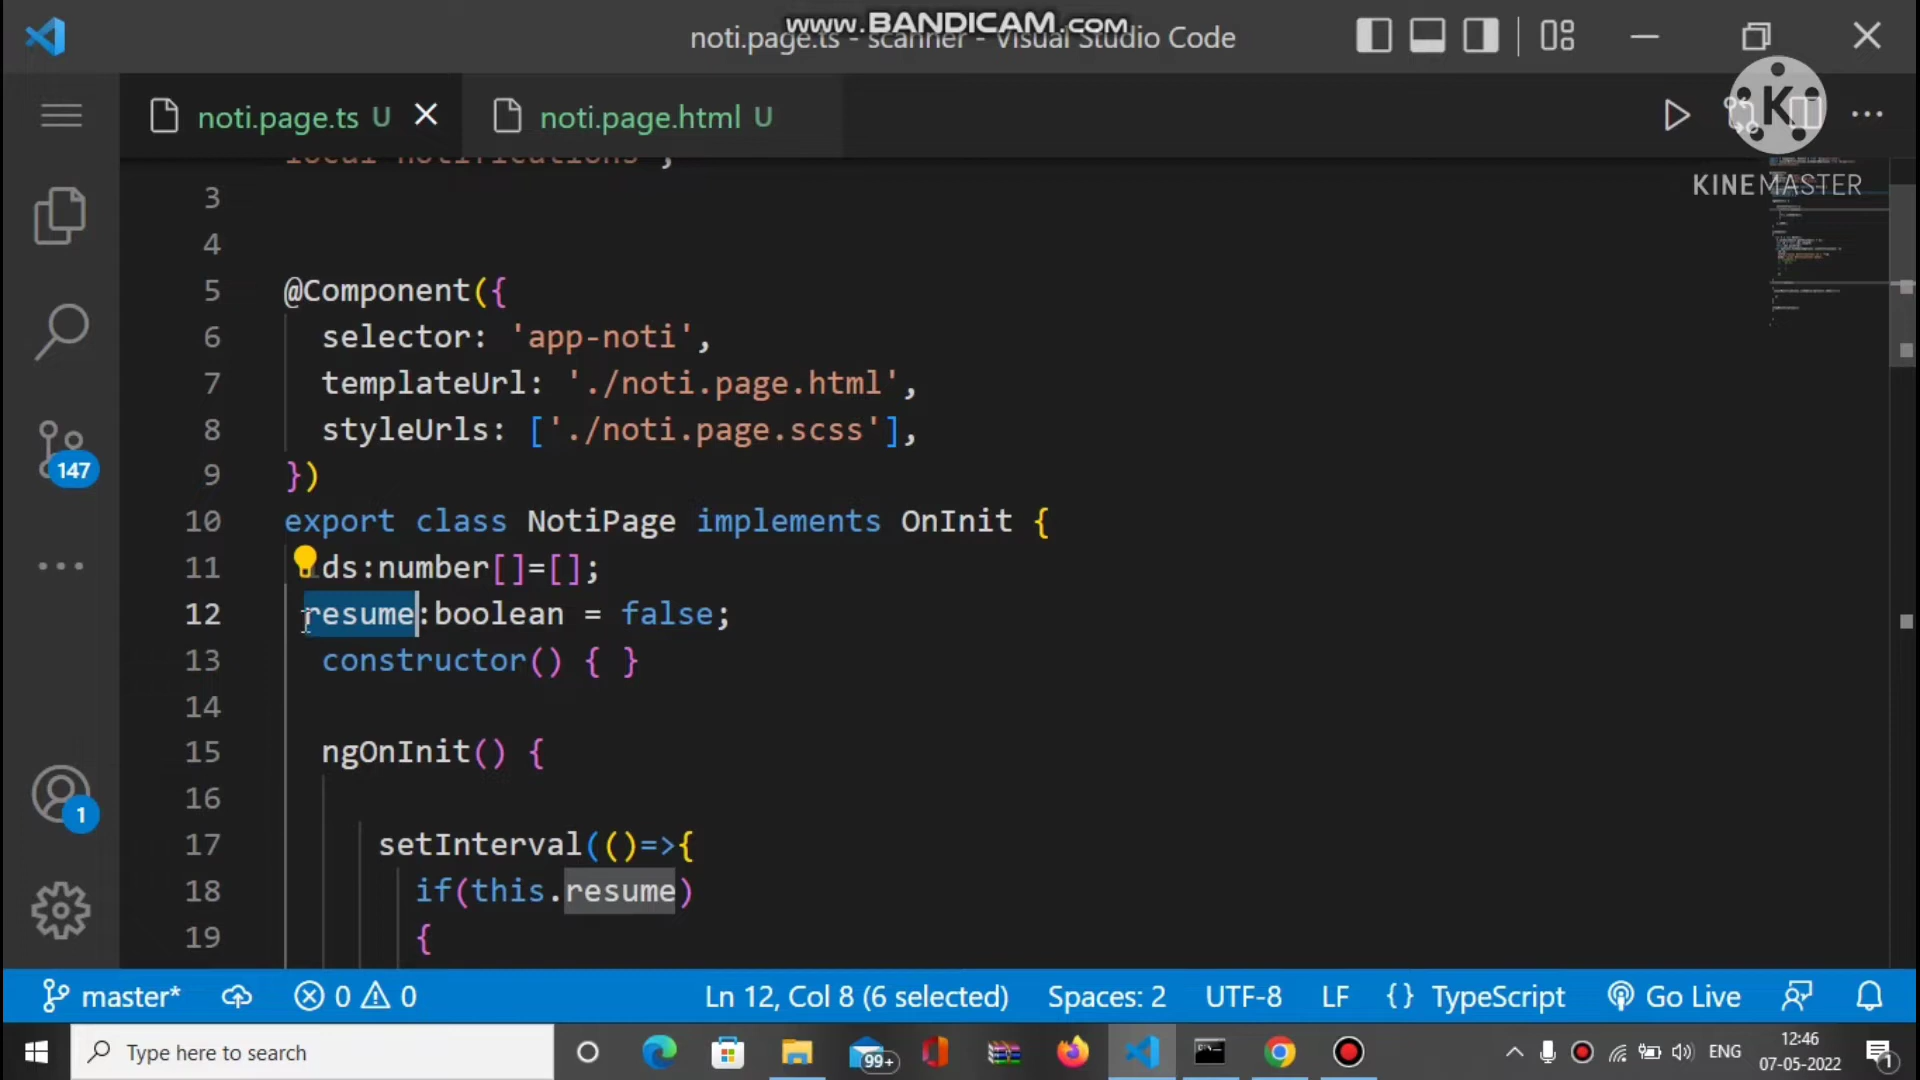 www.BANDICAM.com
noti.page.ts - scanner - Visual Studio Code
noti.page.ts U
noti.page.html U
K
KINEMASTER
local-notifications';
3
4
5 @Component({
6 selector: 'app-noti',
7 templateUrl: './noti.page.html',
8 styleUrls: ['./noti.page.scss'],
9 })
10 export class NotiPage implements OnInit {
11 ids:number[]=[];
12 resume:boolean = false;
13 constructor() { }
14
15 ngOnInit() {
16
17 setInterval(()=>{
18 if(this.resume)
19 {
147
1
master* 0 0 Ln 12, Col 8 (6 selected) Spaces: 2 UTF-8 LF {} TypeScript Go Live
Type here to search 99+ ENG 12:46
07-05-2022 1